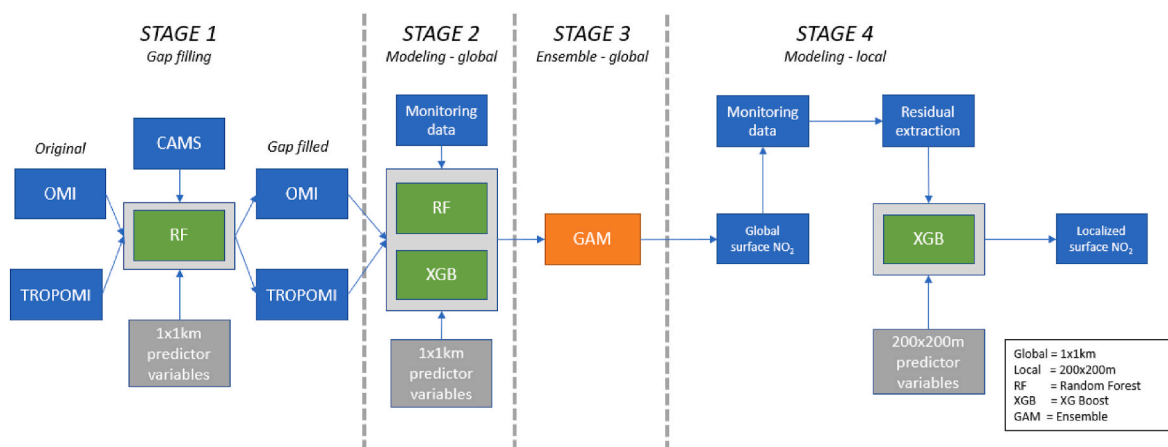 STAGE 1
Gap filling
Original
OMI
TROPOMI
CAMS
RF
1x1km
predictor
variables
Gap filled
OMI
TROPOMI
STAGE 2
Modeling - global
Monitoring
data
RF
XGB
1x1km
predictor
variables
STAGE 3
Ensemble - global
GAM
STAGE 4
Modeling - local
Monitoring
data
Residual
extraction
Global
surface NO₂
XGB
Localized
surface NO₂
200x200m
predictor
variables
Global = 1x1km
Local = 200x200m
RF = Random Forest
XGB = XG Boost
GAM = Ensemble